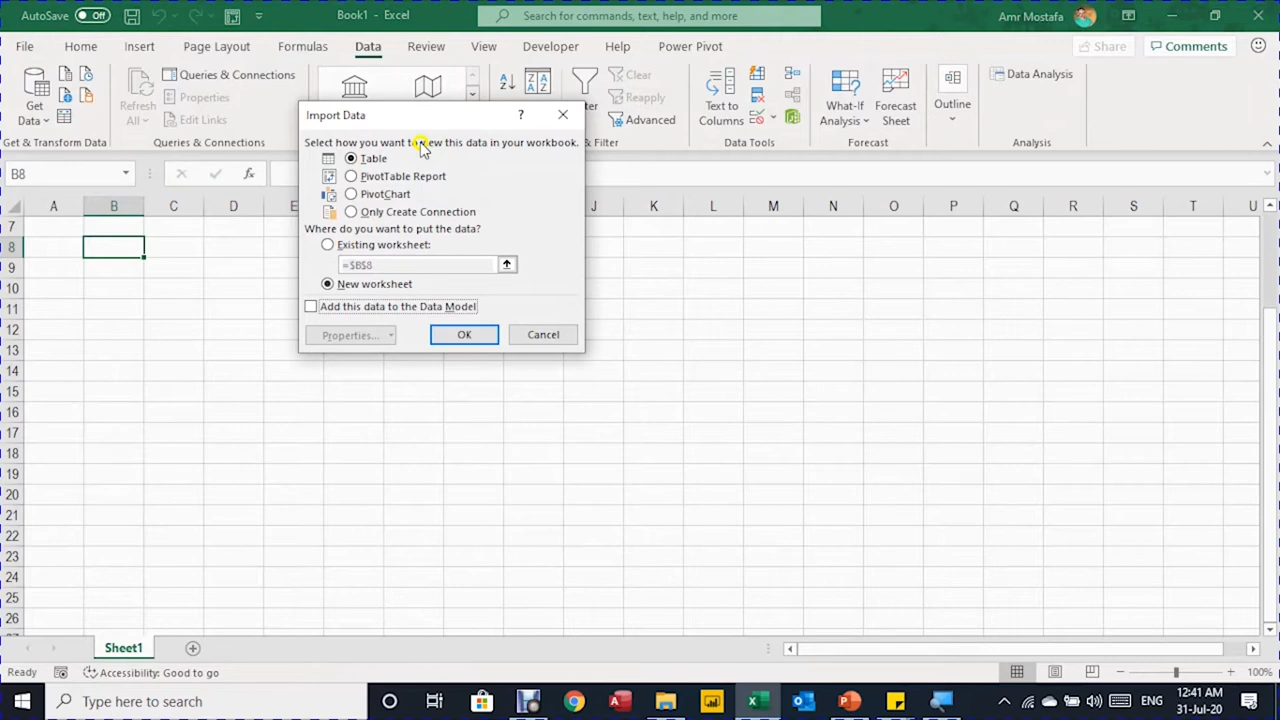 AutoSave Off
Book1 - Excel
Search for commands, text, help, and more
Amr Mostafa
File Home Insert Page Layout Formulas Data Review View Developer Help Power Pivot
Share Comments
Get Data
Refresh All
Queries & Connections
Properties
Edit Links
Clear
Reapply
Advanced
Text to Columns
What-If Analysis
Forecast Sheet
Outline
Data Analysis
Get & Transform Data
Queries & Connections
& Filter
Data Tools
Forecast
Analysis
B8
fx
Import Data
?
Select how you want to view this data in your workbook.
Table
PivotTable Report
PivotChart
Only Create Connection
Where do you want to put the data?
Existing worksheet:
=$B$8
New worksheet
Add this data to the Data Model
Properties...
OK
Cancel
A B C D E J K L M N O P Q R S T U
7
8
9
10
11
12
13
14
15
16
17
18
19
20
21
22
23
24
25
26
Sheet1
Ready
Accessibility: Good to go
100%
Type here to search
ENG
12:41 AM
31-Jul-20